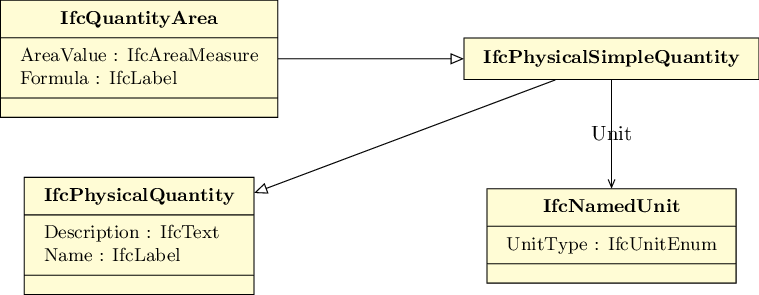 IfcQuantityArea
AreaValue : IfcAreaMeasure
Formula : IfcLabel
IfcPhysicalSimpleQuantity
Unit
IfcPhysicalQuantity
Description : IfcText
Name : IfcLabel
IfcNamedUnit
UnitType : IfcUnitEnum